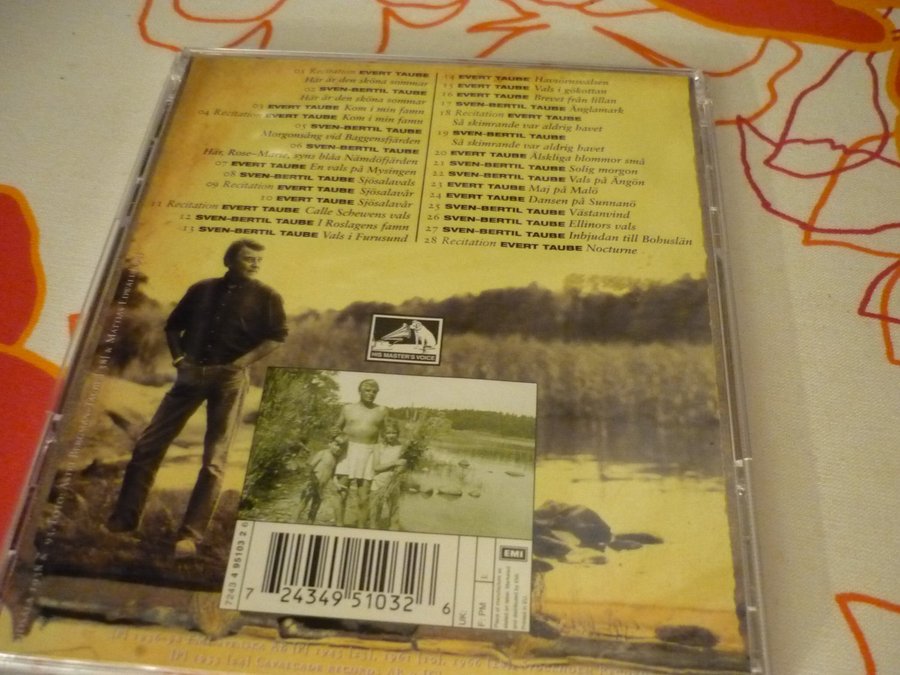 01 Recitation EVERT TAUBE
Här är den sköna sommar
02 SVEN-BERTIL TAUBE
Här är den sköna sommar
03 EVERT TAUBE Kom i min famn
04 Recitation EVERT TAUBE Kom i min famn
05 SVEN-BERTIL TAUBE
Morgonsång vid Baggensfjärden
06 SVEN-BERTIL TAUBE
Här, Rose-Marie, syns blåa Nämdöfjärden
07 EVERT TAUBE En vals på Mysingen
08 SVEN-BERTIL TAUBE Sjösalavals
09 Recitation EVERT TAUBE Sjösalavår
10 EVERT TAUBE Sjösalavår
11 Recitation EVERT TAUBE Calle Schewens vals
12 SVEN-BERTIL TAUBE I Roslagens famn
13 SVEN-BERTIL TAUBE Vals i Furusund
14 EVERT TAUBE Havsörnsvalsen
15 EVERT TAUBE Vals i gökottan
16 EVERT TAUBE Brevet från Lillan
17 SVEN-BERTIL TAUBE Änglamark
18 Recitation EVERT TAUBE
Så skimrande var aldrig havet
19 SVEN-BERTIL TAUBE
Så skimrande var aldrig havet
20 EVERT TAUBE Älskliga blommor små
21 SVEN-BERTIL TAUBE Solig morgon
22 SVEN-BERTIL TAUBE Vals på Ängön
23 EVERT TAUBE Maj på Malö
24 EVERT TAUBE Dansen på Sunnanö
25 SVEN-BERTIL TAUBE Västanvind
26 SVEN-BERTIL TAUBE Ellinors vals
27 SVEN-BERTIL TAUBE Inbjudan till Bohuslän
28 Recitation EVERT TAUBE Nocturne
HIS MASTER'S VOICE
7243 4 95103 2 6
7 24349 51032 6
UK:
F: PM
EMI